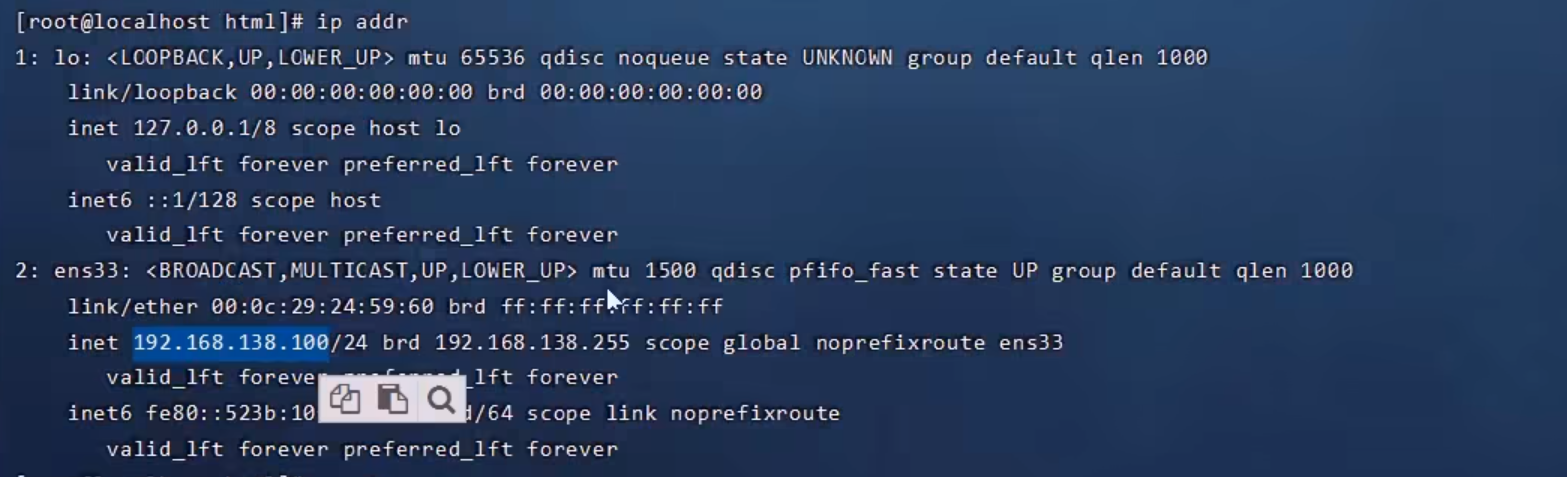 [root@localhost html]# ip addr
1: lo: <LOOPBACK,UP,LOWER_UP> mtu 65536 qdisc noqueue state UNKNOWN group default qlen 1000
link/loopback 00:00:00:00:00:00 brd 00:00:00:00:00:00
inet 127.0.0.1/8 scope host lo
valid_lft forever preferred_lft forever
inet6 ::1/128 scope host
valid_lft forever preferred_lft forever
2: ens33: <BROADCAST,MULTICAST,UP,LOWER_UP> mtu 1500 qdisc pfifo_fast state UP group default qlen 1000
link/ether 00:0c:29:24:59:60 brd ff:ff:ff:ff:ff:ff
inet 192.168.138.100/24 brd 192.168.138.255 scope global noprefixroute ens33
valid_lft forever preferred_lft forever
inet6 fe80::523b:10 d/64 scope link noprefixroute
valid_lft forever preferred_lft forever